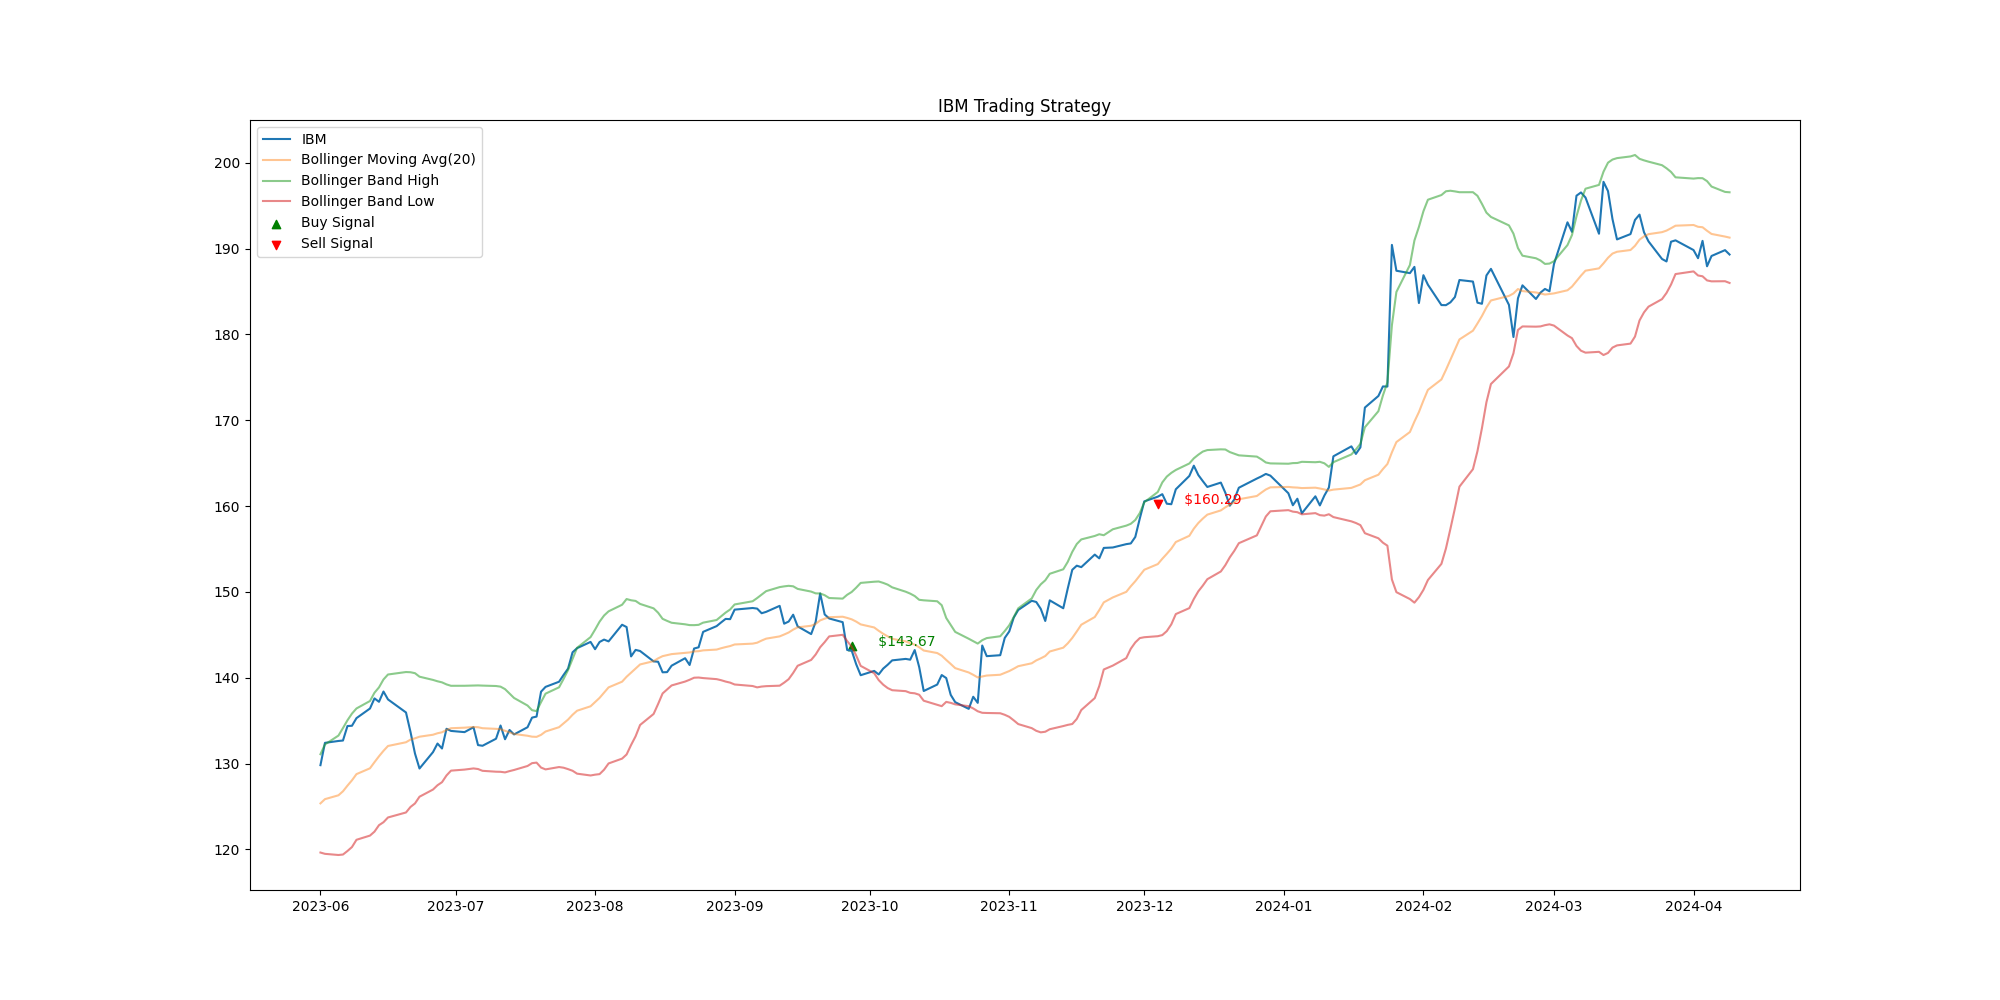 IBM Trading Strategy
IBM
Bollinger Moving Avg(20)
Bollinger Band High
Bollinger Band Low
Buy Signal
Sell Signal
200
190
180
170
160
150
140
130
120
$160.29
$143.67
2023-06 2023-07 2023-08 2023-09 2023-10 2023-11 2023-12 2024-01 2024-02 2024-03 2024-04